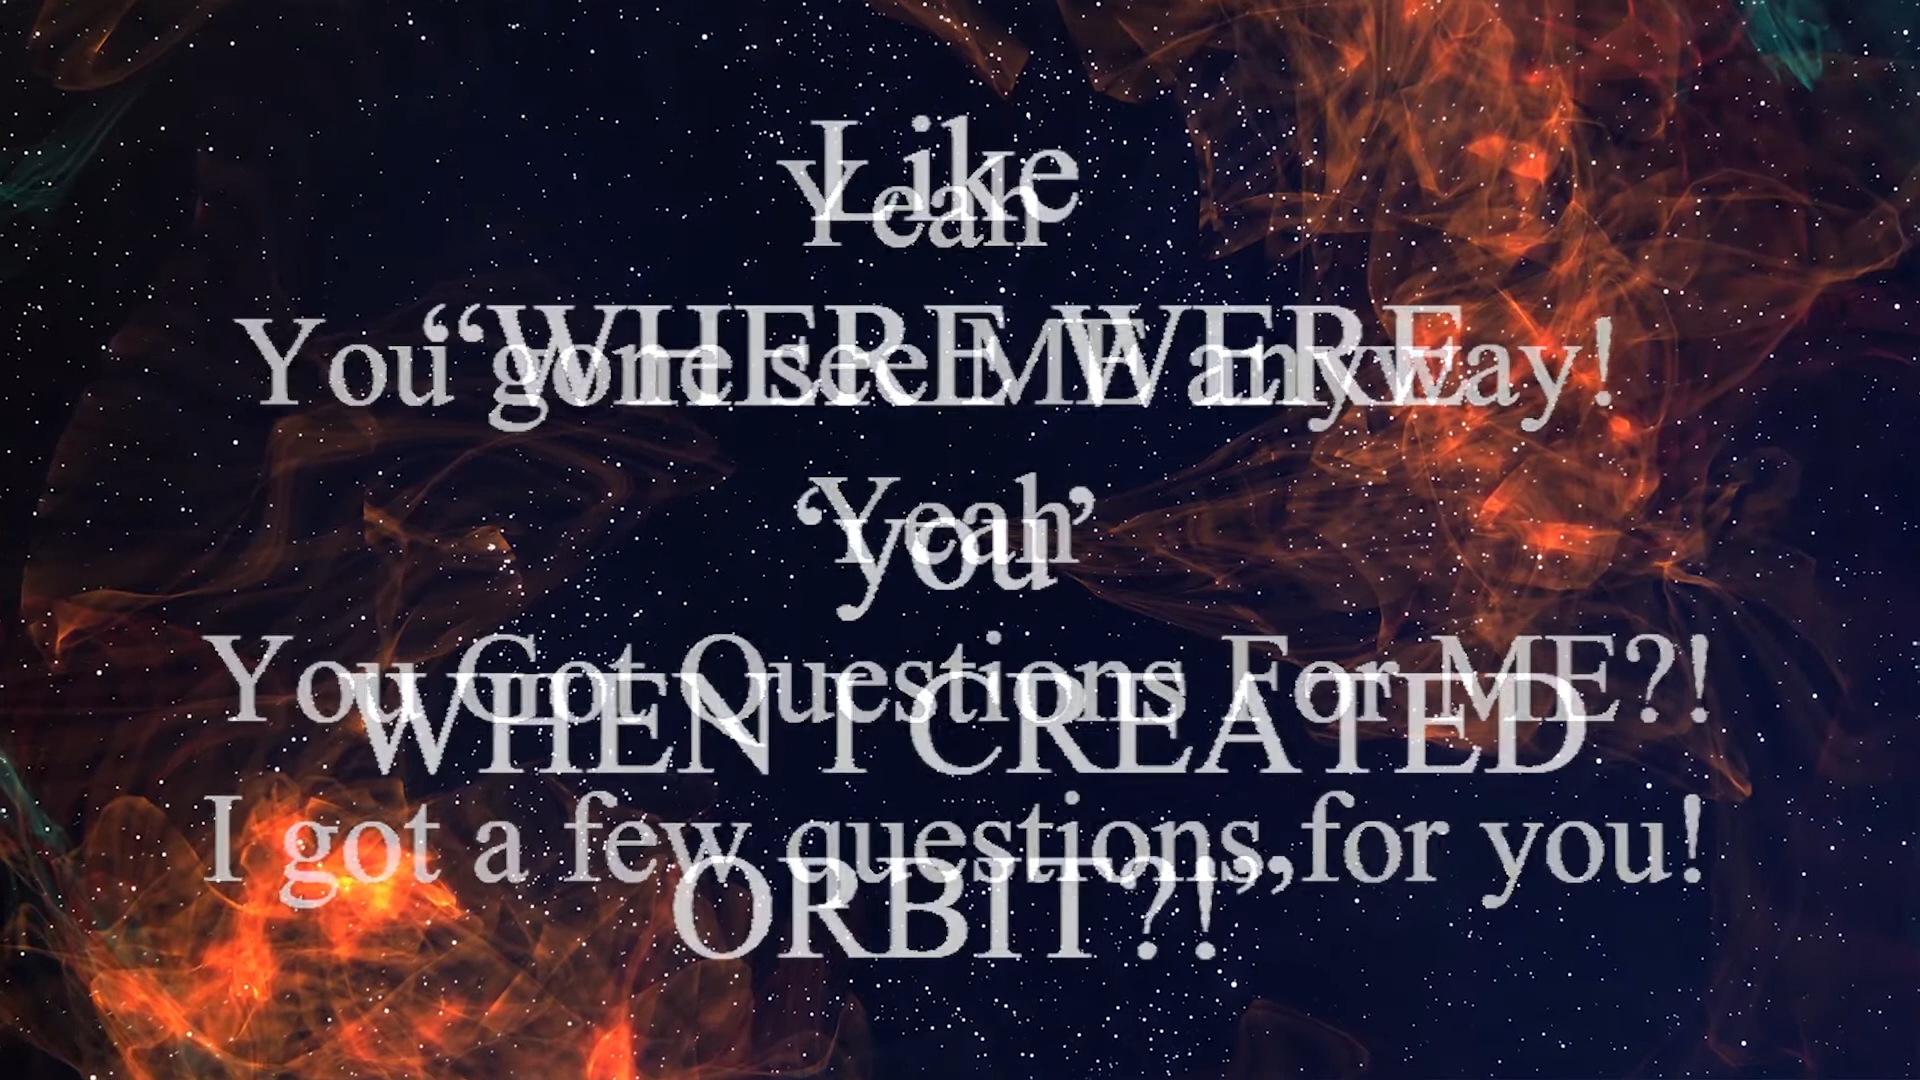 Yeah
You gone see ME anyway!
Yeah
You Got Questions For ME?!
I got a few questions for you!
Like
“WHERE WERE
‘you’
WHEN I CREATED
ORBIT?!”